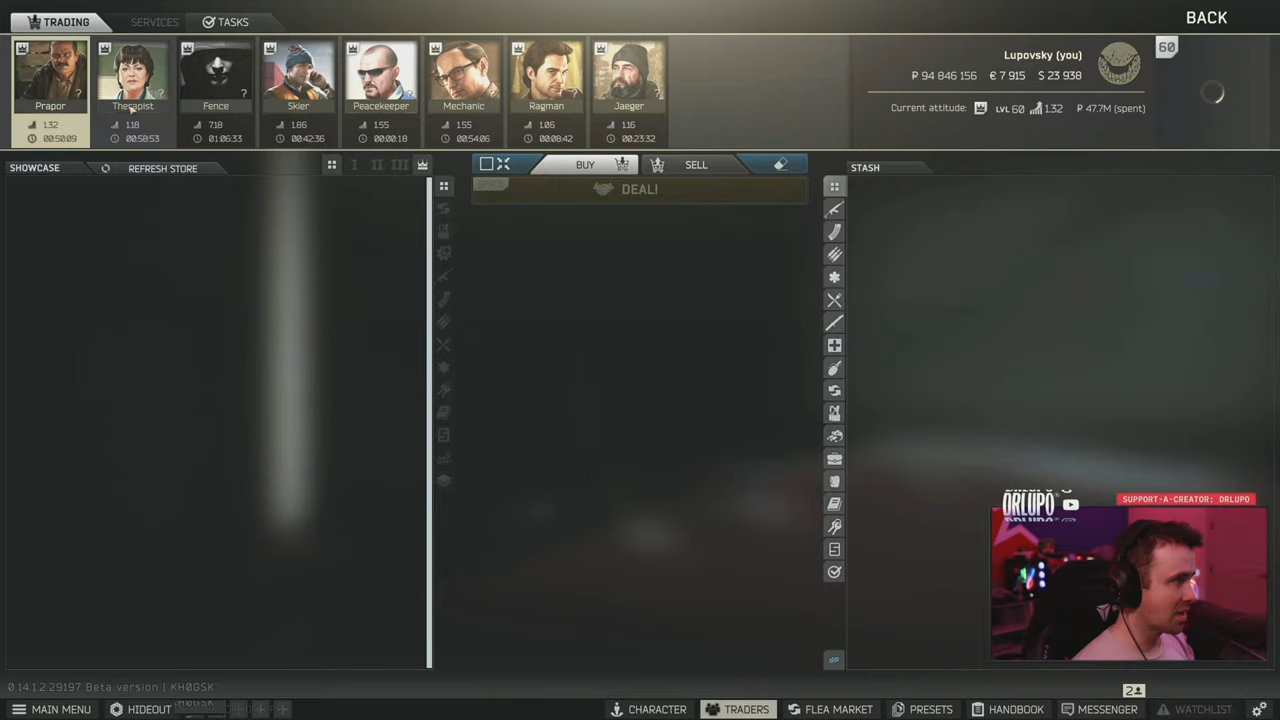 TRADING
SERVICES
TASKS
BACK
Prapor
Therapist
Fence
Skier
Peacekeeper
Mechanic
Ragman
Jaeger
1.32
1.18
7.18
1.86
1.55
1.55
1.06
1.16
00:50:09
00:58:53
01:06:33
00:42:36
00:00:18
00:54:06
00:08:42
00:23:32
Lupovsky (you)
60
₽ 94 846 156 € 7 915 $ 23 938
Current attitude: LVL 60 1.32 ₽ 47.7M (spent)
SHOWCASE
REFRESH STORE
I II III
BUY
SELL
DEAL!
STASH
DRLUPO
SUPPORT-A-CREATOR: DRLUPO
0.14.1.2.29197 Beta version | KH0GSK
2
MAIN MENU
HIDEOUT
CHARACTER
TRADERS
FLEA MARKET
PRESETS
HANDBOOK
MESSENGER
WATCHLIST